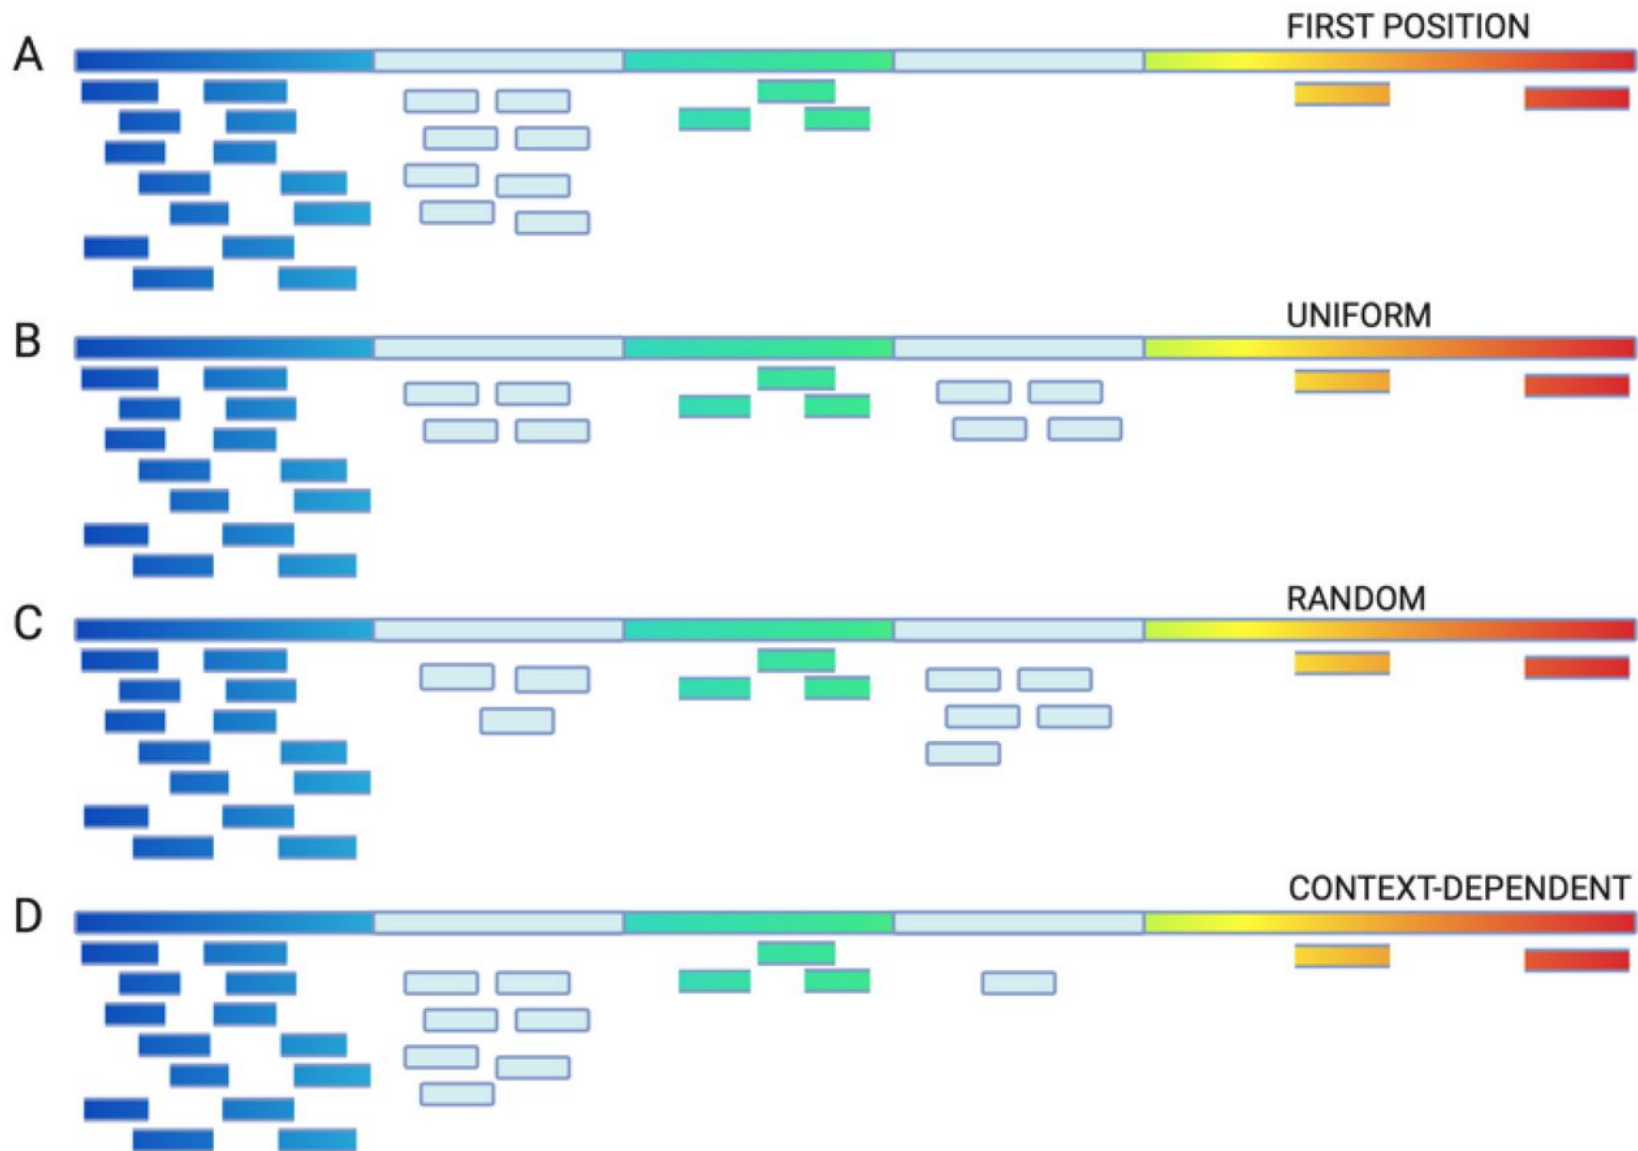 FIRST POSITION
A
UNIFORM
B
RANDOM
C
CONTEXT-DEPENDENT
D